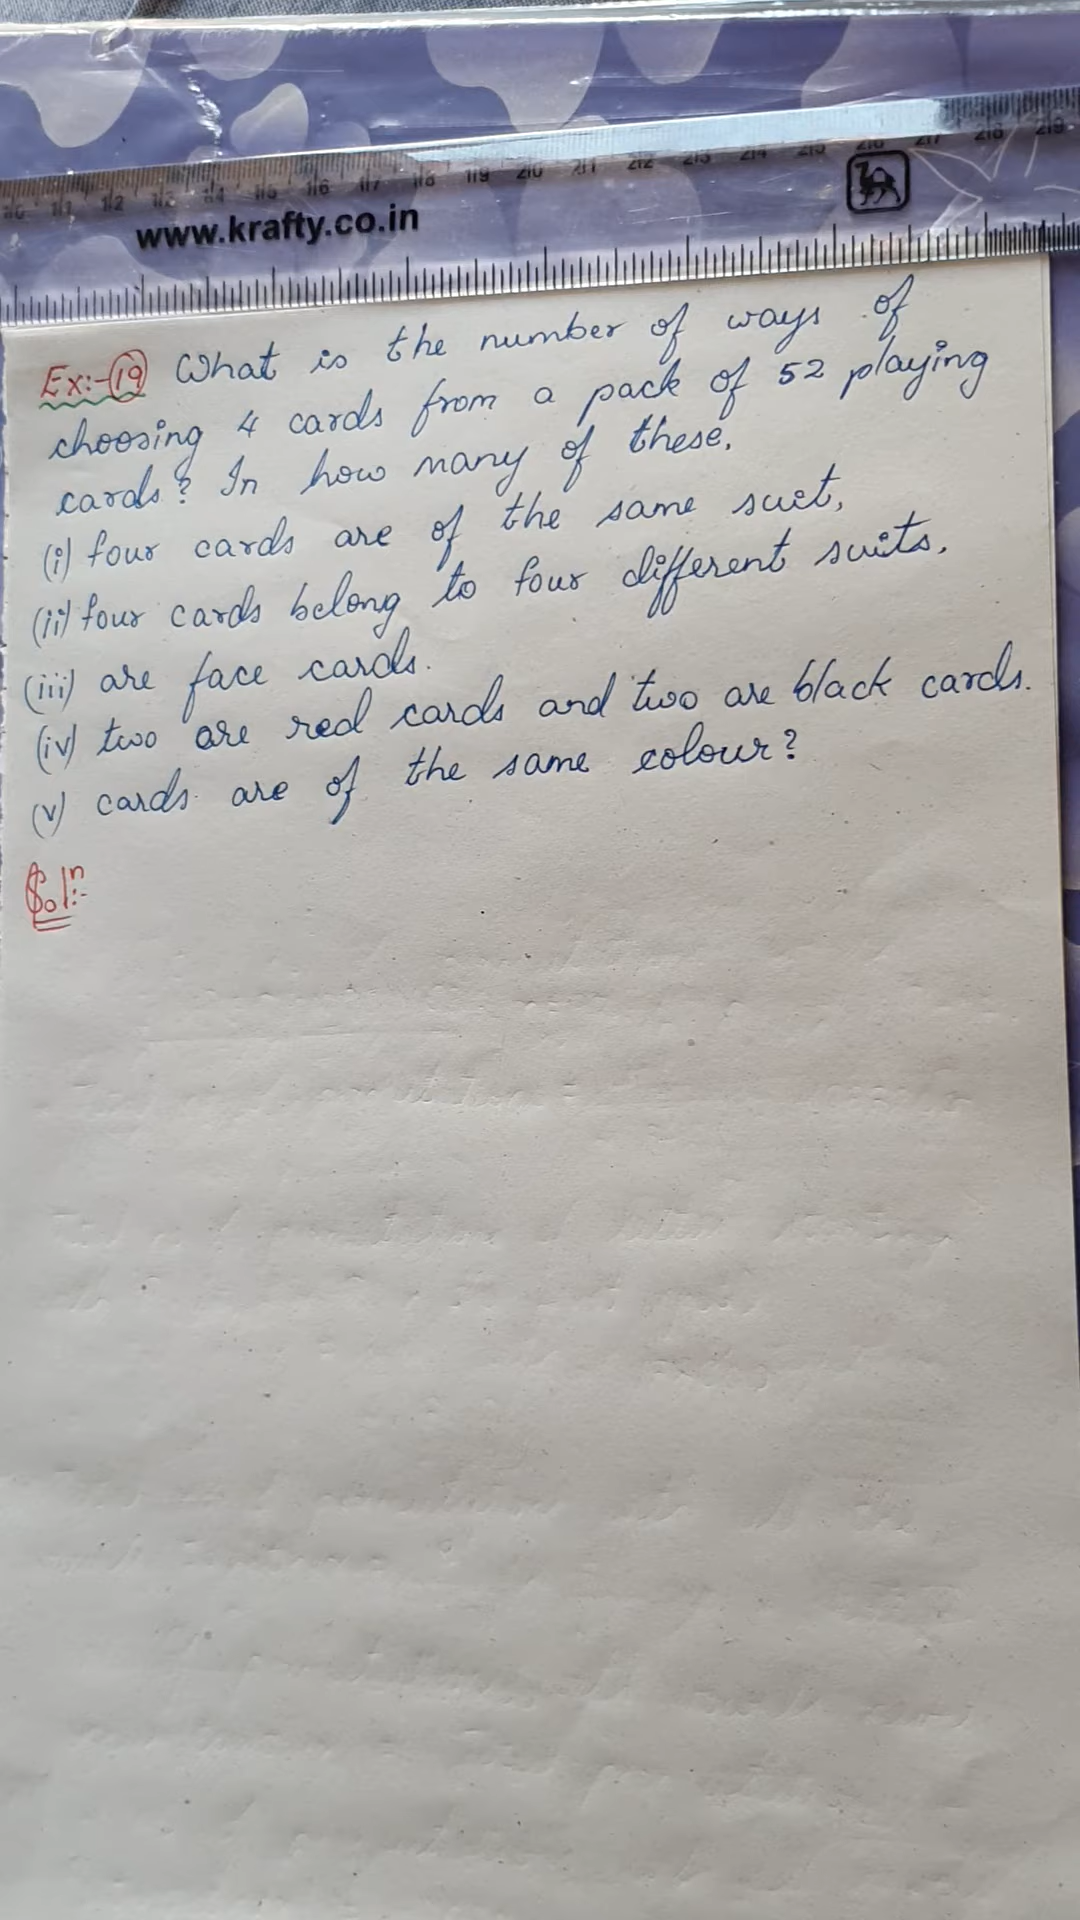 www.krafty.co.in
Ex:-(19) What is the number of ways of
choosing 4 cards from a pack of 52 playing
cards? In how many of these,
(i) four cards are of the same suit,
(ii) four cards belong to four different suits,
(iii) are face cards.
(iv) two are red cards and two are black cards.
(v) cards are of the same colour?
Solⁿ:-